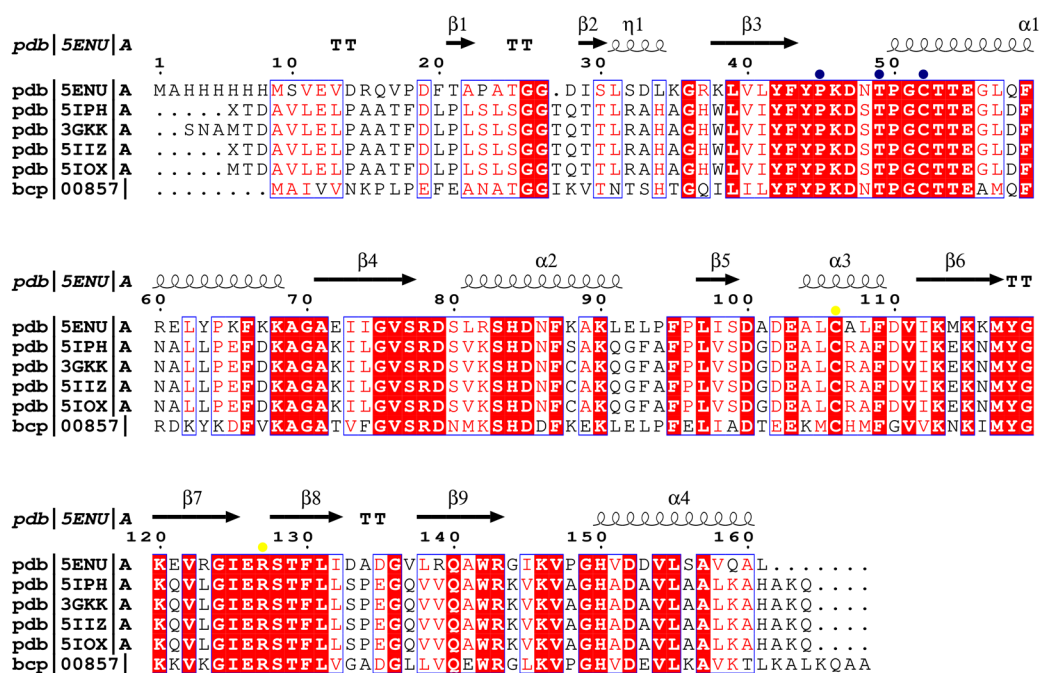 β1 β2 η1 β3 α1
pdb|5ENU|A TT TT
1 10 20 30 40 50
pdb|5ENU|A MAHHHHHHMSVEVDRQVPDFTAPATGG.DISLSDLKGRKLVLYFYPKDNTPGCTTEGLQF
pdb|5IPH|A .....XTDAVLELPAATFDLPLSLSGGTQTTLRAHAGHWLVIYFYPKDSTPGCTTEGLDF
pdb|3GKK|A ..SNAMTDAVLELPAATFDLPLSLSGGTQTTLRAHAGHWLVIYFYPKDSTPGCTTEGLDF
pdb|5IIZ|A .....XTDAVLELPAATFDLPLSLSGGTQTTLRAHAGHWLVIYFYPKDSTPGCTTEGLDF
pdb|5IOX|A .....MTDAVLELPAATFDLPLSLSGGTQTTLRAHAGHWLVIYFYPKDSTPGCTTEGLDF
bcp|00857| ........MAIVVNKPLPEFEANATGGIKVTNTSHTGQILILYFYPKDNTPGCTTEAMQF
β4 α2 β5 α3 β6
pdb|5ENU|A TT
60 70 80 90 100 110
pdb|5ENU|A RELYPKFKKAGAEIIGVSRDSLRSHDNFKAKLELPFPLISDADEALCALFDVIKMKKMYG
pdb|5IPH|A NALLPEFDKAGAKILGVSRDSVKSHDNFSAKQGFAFPLVSDGDEALCRAFDVIKEKNMYG
pdb|3GKK|A NALLPEFDKAGAKILGVSRDSVKSHDNFCAKQGFAFPLVSDGDEALCRAFDVIKEKNMYG
pdb|5IIZ|A NALLPEFDKAGAKILGVSRDSVKSHDNFCAKQGFAFPLVSDGDEALCRAFDVIKEKNMYG
pdb|5IOX|A NALLPEFDKAGAKILGVSRDSVKSHDNFCAKQGFAFPLVSDGDEALCRAFDVIKEKNMYG
bcp|00857| RDKYKDFVKAGATVFGVSRDNMKSHDDFKEKLELPFELIADTEEKMCHMFGVVKNKIMYG
β7 β8 β9 α4
pdb|5ENU|A TT
120 130 140 150 160
pdb|5ENU|A KEVRGIERSTFLIDADGVLRQAWRGIKVPGHVDDVLSAVQAL.......
pdb|5IPH|A KQVLGIERSTFLLSPEGQVVQAWRKVKVAGHADAVLAALKAHAKQ....
pdb|3GKK|A KQVLGIERSTFLLSPEGQVVQAWRKVKVAGHADAVLAALKAHAKQ....
pdb|5IIZ|A KQVLGIERSTFLLSPEGQVVQAWRKVKVAGHADAVLAALKAHAKQ....
pdb|5IOX|A KQVLGIERSTFLLSPEGQVVQAWRKVKVAGHADAVLAALKAHAKQ....
bcp|00857| KKVKGIERSTFLVGADGLLVQEWRGLKVPGHVDEVLKAVKTLKALKQAA